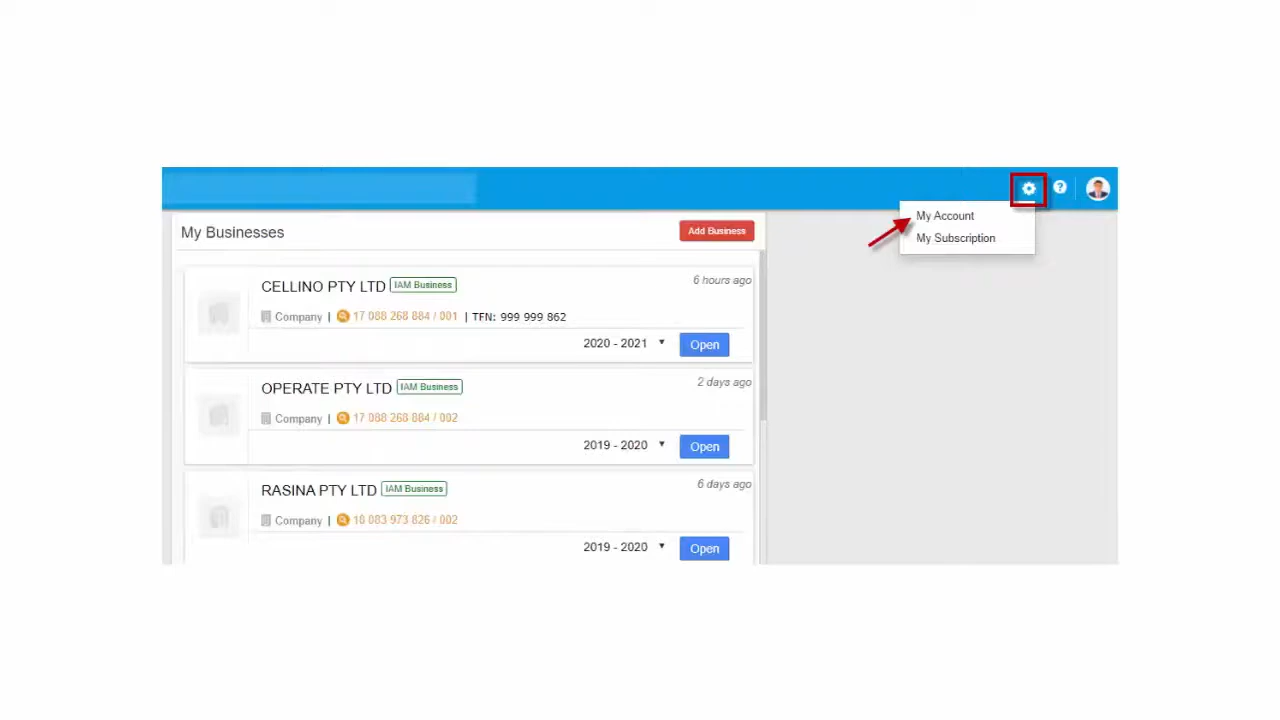 ?
My Account
My Subscription
My Businesses
Add Business
CELLINO PTY LTD IAM Business
6 hours ago
Company | 17 088 268 884 / 001 | TFN: 999 999 862
2020 - 2021 Open
OPERATE PTY LTD IAM Business
2 days ago
Company | 17 088 268 884 / 002
2019 - 2020 Open
RASINA PTY LTD IAM Business
6 days ago
Company | 16 083 973 826 / 002
2019 - 2020 Open